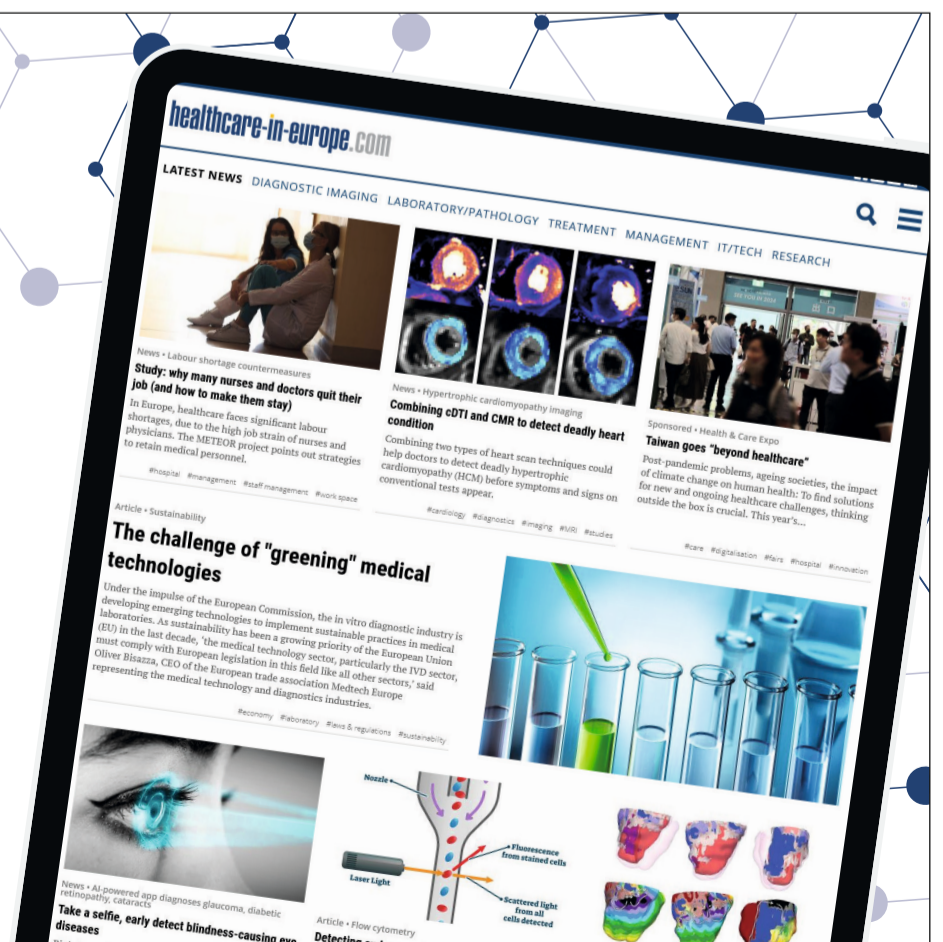 healthcare-in-europe.com
LATEST NEWS DIAGNOSTIC IMAGING LABORATORY/PATHOLOGY TREATMENT MANAGEMENT IT/TECH RESEARCH
News • Labour shortage countermeasures
Study: why many nurses and doctors quit their
job (and how to make them stay)
In Europe, healthcare faces significant labour
shortages, due to the high job strain of nurses and
physicians. The METEOR project points out strategies
to retain medical personnel.
#hospital #management #staff management #work space
News • Hypertrophic cardiomyopathy imaging
Combining cDTI and CMR to detect deadly heart
condition
Combining two types of heart scan techniques could
help doctors to detect deadly hypertrophic
cardiomyopathy (HCM) before symptoms and signs on
conventional tests appear.
#cardiology #diagnostics #imaging #MRI #studies
Sponsored • Health & Care Expo
Taiwan goes "beyond healthcare"
Post-pandemic problems, ageing societies, the impact
of climate change on human health: To find solutions
for new and ongoing healthcare challenges, thinking
outside the box is crucial. This year's...
#care #digitalisation #fairs #hospital #innovation
Article • Sustainability
The challenge of "greening" medical
technologies
Under the impulse of the European Commission, the in vitro diagnostic industry is
developing emerging technologies to implement sustainable practices in medical
laboratories. As sustainability has been a growing priority of the European Union
(EU) in the last decade, 'the medical technology sector, particularly the IVD sector,
must comply with European legislation in this field like all other sectors,' said
Oliver Bisazza, CEO of the European trade association Medtech Europe
representing the medical technology and diagnostics industries.
#economy #laboratory #laws & regulations #sustainability
News • AI-powered app diagnoses glaucoma, diabetic
retinopathy, cataracts
Take a selfie, early detect blindness-causing eye
diseases
Nozzle
Laser Light
Fluorescence
from stained cells
Scattered light
from all
cells detected
Article • Flow cytometry
Detecting